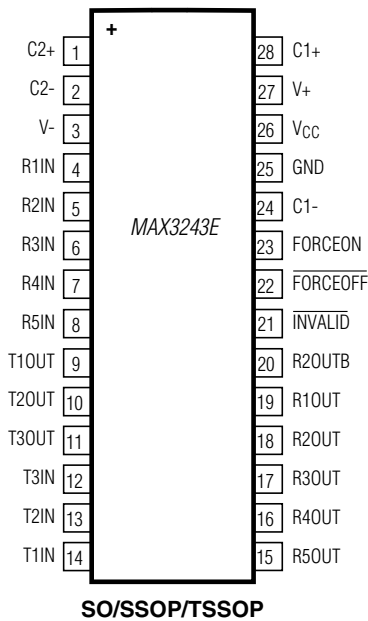 +
C2+ 1 28 C1+
C2- 2 27 V+
V- 3 26 VCC
R1IN 4 25 GND
R2IN 5 24 C1-
R3IN 6 23 FORCEON
R4IN 7 22 FORCEOFF
R5IN 8 21 INVALID
T1OUT 9 20 R2OUTB
T2OUT 10 19 R1OUT
T3OUT 11 18 R2OUT
T3IN 12 17 R3OUT
T2IN 13 16 R4OUT
T1IN 14 15 R5OUT
MAX3243E
SO/SSOP/TSSOP